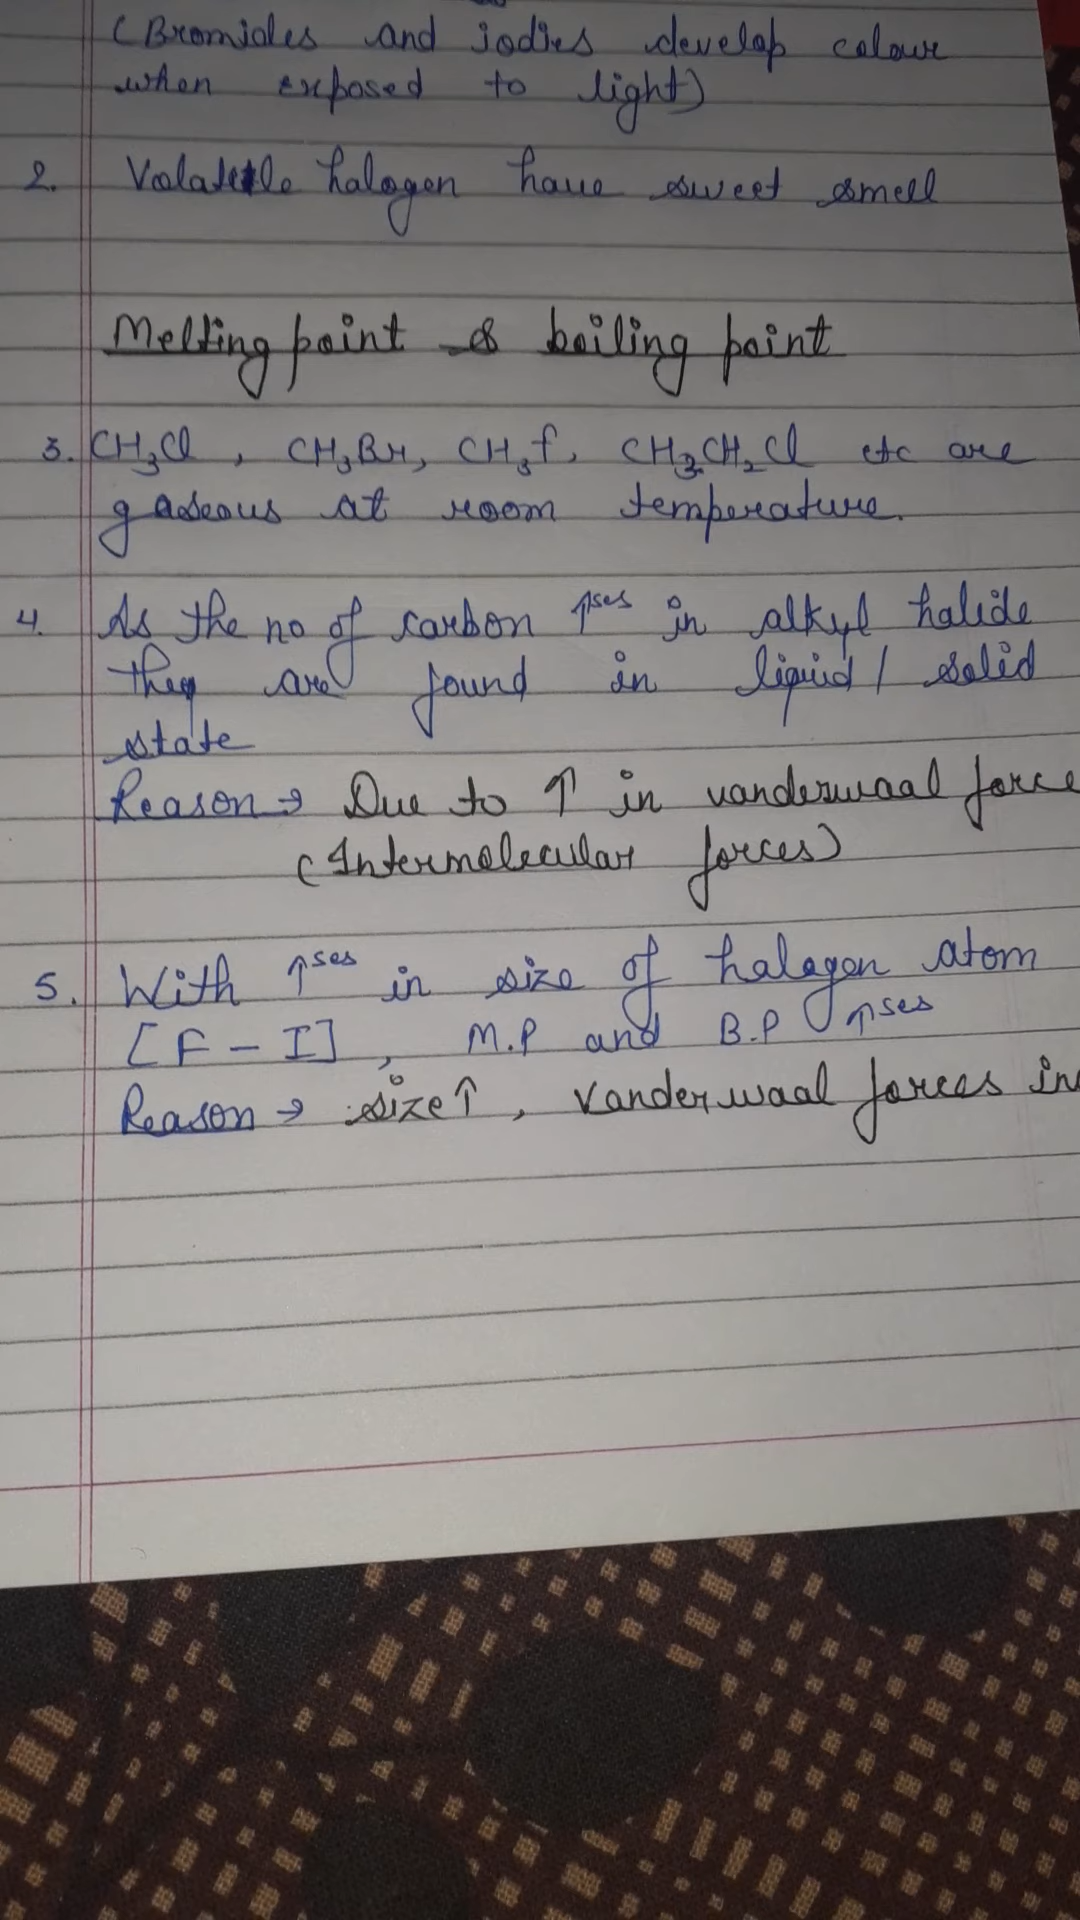 (Bromides and iodies develop colour
when exposed to light)
2. Volatile halogen have sweet smell
Melting point & boiling point
3. CH₃Cl, CH₃Br, CH₃f, CH₃CH₂Cl etc are
gaseous at room temperature.
4. As the no of carbon ↑ses in alkyl halide
they are found in liquid / solid
state
Reason → Due to ↑ in vanderwaal force
(Intermolecular forces)
5. With ↑ses in size of halogen atom
[F - I], M.P and B.P ↑ses
Reason → size↑, vanderwaal forces in